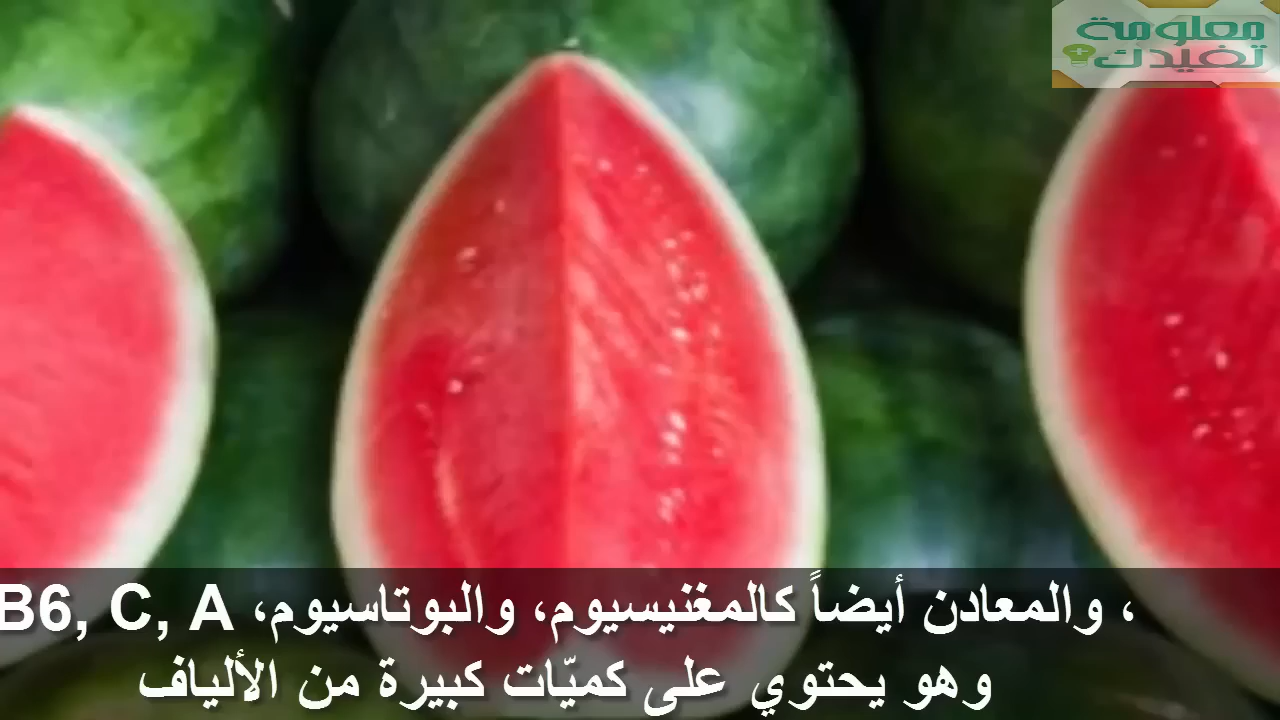 معلومة
تفيدك
B6, C, A ، والمعادن أيضاً كالمغنيسيوم، والبوتاسيوم،
وهو يحتوي على كميّات كبيرة من الألياف